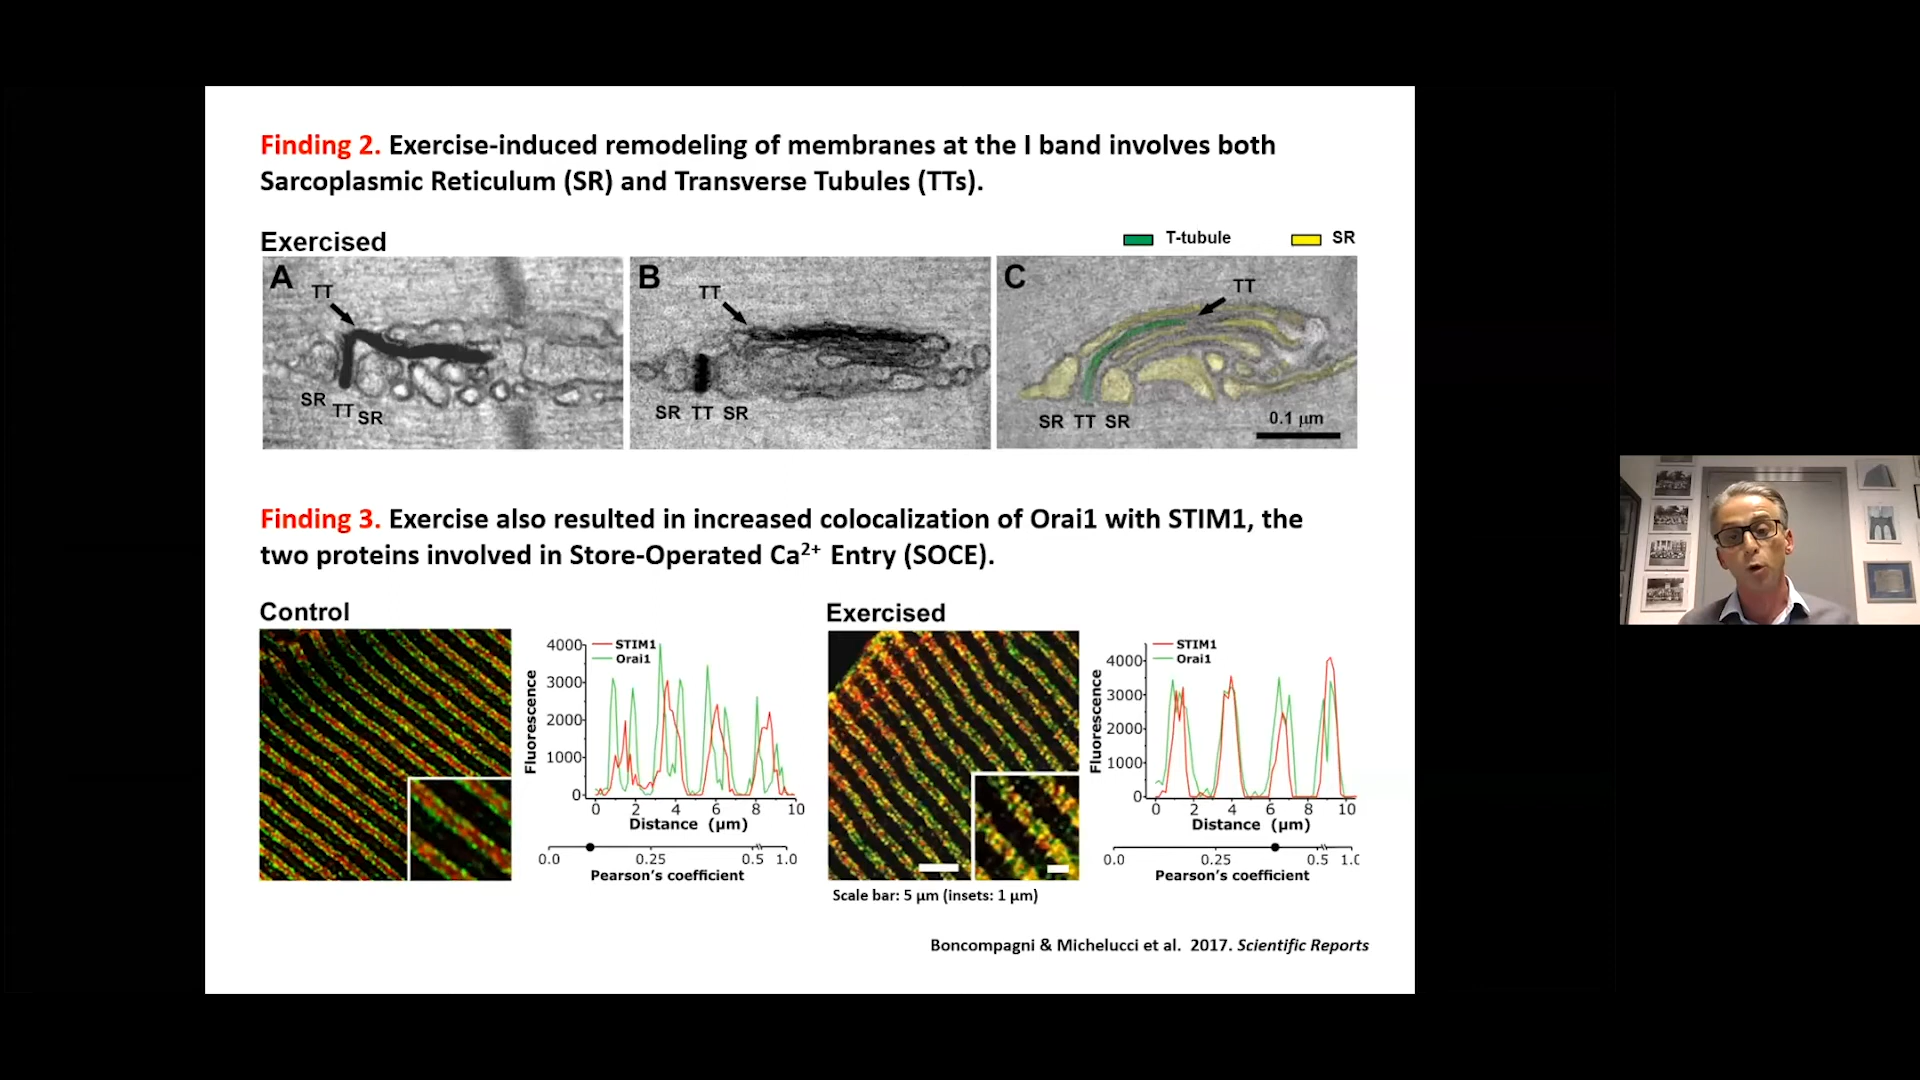 Finding 2. Exercise-induced remodeling of membranes at the I band involves both
Sarcoplasmic Reticulum (SR) and Transverse Tubules (TTs).
Exercised
T-tubule
SR
A
TT
SR
TT
SR
B
TT
SR TT SR
C
TT
SR TT SR
0.1 µm
Finding 3. Exercise also resulted in increased colocalization of Orai1 with STIM1, the
two proteins involved in Store-Operated Ca²⁺ Entry (SOCE).
Control
STIM1
Orai1
Fluorescence
4000
3000
2000
1000
0
0 2 4 6 8 10
Distance (µm)
0.0 0.25 0.5 1.0
Pearson's coefficient
Exercised
STIM1
Orai1
Fluorescence
4000
3000
2000
1000
0
0 2 4 6 8 10
Distance (µm)
0.0 0.25 0.5 1.0
Pearson's coefficient
Scale bar: 5 µm (insets: 1 µm)
Boncompagni & Michelucci et al. 2017. Scientific Reports